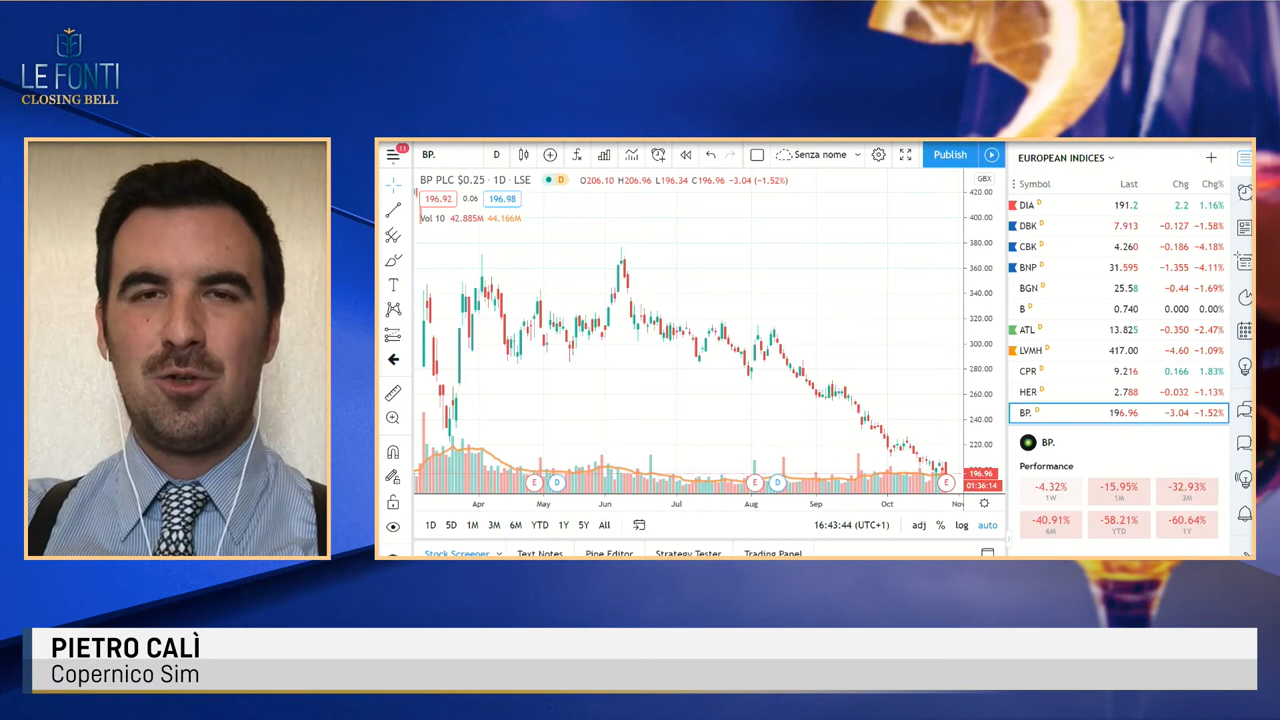 LE FONTI
CLOSING BELL
11
BP.
D
Senza nome
Publish
BP PLC $0.25 · 1D · LSE
D
O206.10 H206.96 L196.34 C196.96 −3.04 (−1.52%)
196.92
0.06
196.98
Vol 10 42.885M 44.166M
GBX
420.00
400.00
380.00
360.00
340.00
320.00
300.00
280.00
260.00
240.00
220.00
196.96
01:36:14
E
D
E
D
E
Apr
May
Jun
Jul
Aug
Sep
Oct
Nov
1D 5D 1M 3M 6M YTD 1Y 5Y All
16:43:44 (UTC+1)
adj % log auto
Stock Screener
Text Notes
Pine Editor
Strategy Tester
Trading Panel
EUROPEAN INDICES
Symbol Last Chg Chg%
DIA D 191.2 2.2 1.16%
DBK D 7.913 −0.127 −1.58%
CBK D 4.260 −0.186 −4.18%
BNP D 31.595 −1.355 −4.11%
BGN D 25.58 −0.44 −1.69%
B D 0.740 0.000 0.00%
ATL D 13.825 −0.350 −2.47%
LVMH D 417.00 −4.60 −1.09%
CPR D 9.216 0.166 1.83%
HER D 2.788 −0.032 −1.13%
BP. D 196.96 −3.04 −1.52%
BP.
Performance
-4.32% -15.95% -32.93%
1W 1M 3M
-40.91% -58.21% -60.64%
6M YTD 1Y
PIETRO CALÌ
Copernico Sim